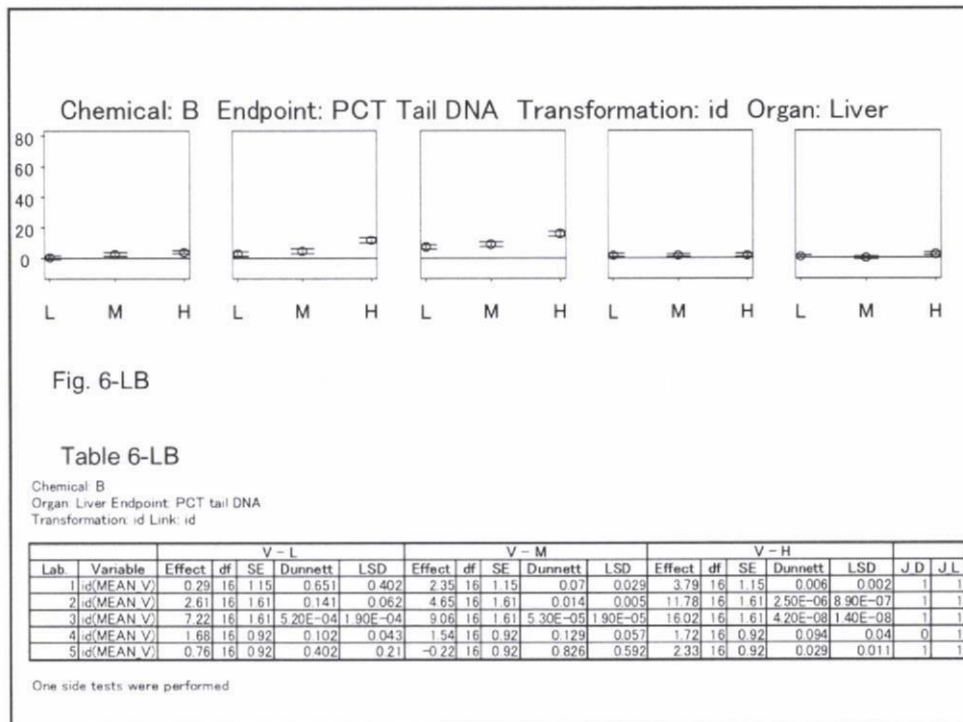 Chemical: B Endpoint: PCT Tail DNA Transformation: id Organ: Liver
80
60
40
20
0
L M H L M H L M H L M H L M H
Fig. 6-LB
Table 6-LB
Chemical: B
Organ: Liver Endpoint: PCT tail DNA
Transformation: id Link: id
V - L V - M V - H
Lab. Variable Effect df SE Dunnett LSD Effect df SE Dunnett LSD Effect df SE Dunnett LSD J_D J_L
1 id(MEAN_V) 0.29 16 1.15 0.651 0.402 2.35 16 1.15 0.07 0.029 3.79 16 1.15 0.006 0.002 1 1
2 id(MEAN_V) 2.61 16 1.61 0.141 0.062 4.65 16 1.61 0.014 0.005 11.78 16 1.61 2.50E-06 8.90E-07 1 1
3 id(MEAN_V) 7.22 16 1.61 5.20E-04 1.90E-04 9.06 16 1.61 5.30E-05 1.90E-05 16.02 16 1.61 4.20E-08 1.40E-08 1 1
4 id(MEAN_V) 1.68 16 0.92 0.102 0.043 1.54 16 0.92 0.129 0.057 1.72 16 0.92 0.094 0.04 0 1
5 id(MEAN_V) 0.76 16 0.92 0.402 0.21 -0.22 16 0.92 0.826 0.592 2.33 16 0.92 0.029 0.011 1 1
One side tests were performed